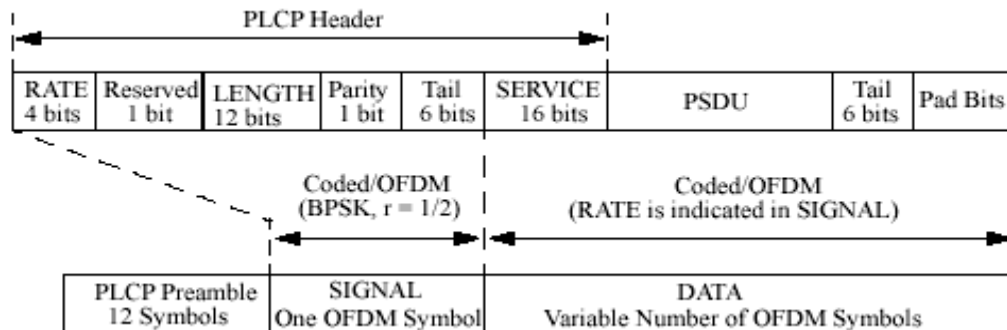 PLCP Header
RATE Reserved LENGTH Parity Tail SERVICE PSDU Tail Pad Bits
4 bits 1 bit 12 bits 1 bit 6 bits 16 bits 6 bits
Coded/OFDM Coded/OFDM
(BPSK, r = 1/2) (RATE is indicated in SIGNAL)
PLCP Preamble SIGNAL DATA
12 Symbols One OFDM Symbol Variable Number of OFDM Symbols